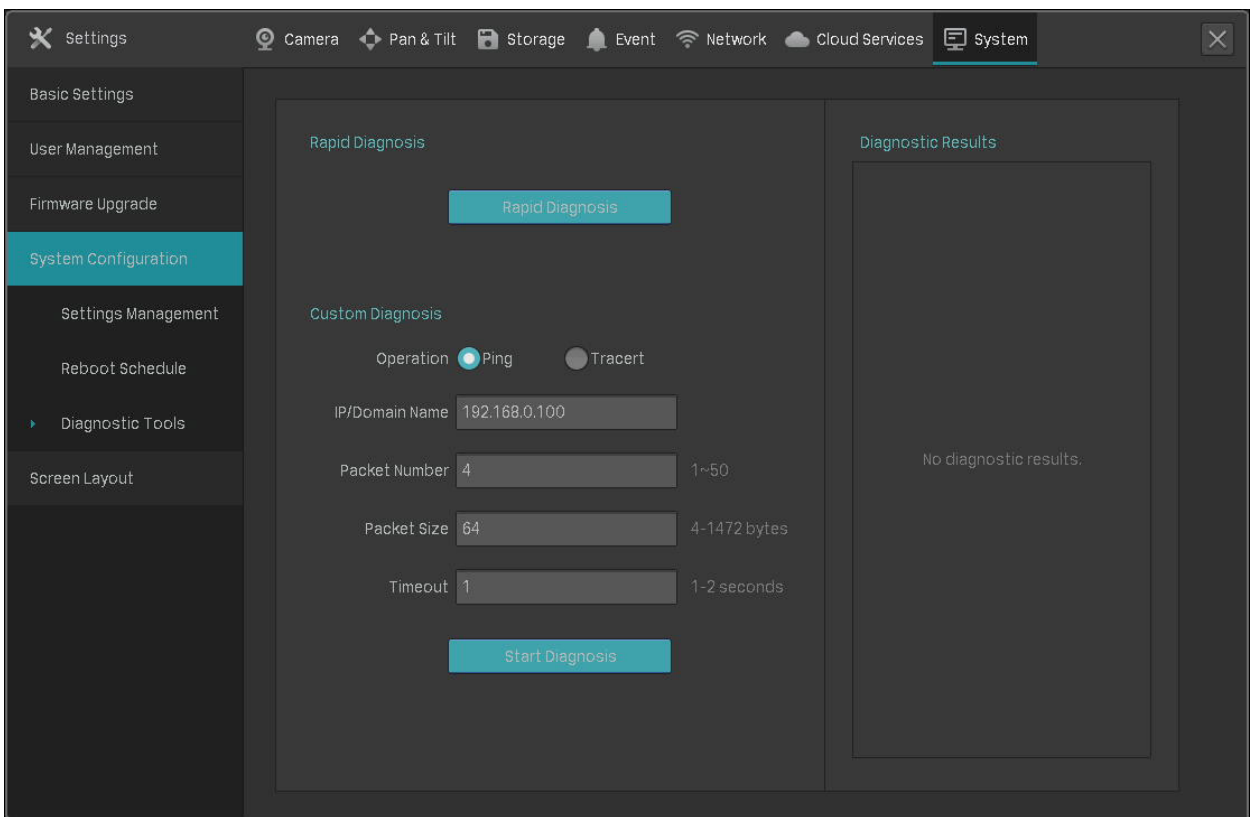 Settings
Camera Pan & Tilt Storage Event Network Cloud Services System
Basic Settings
User Management
Firmware Upgrade
System Configuration
Settings Management
Reboot Schedule
Diagnostic Tools
Screen Layout
Rapid Diagnosis
Rapid Diagnosis
Custom Diagnosis
Operation Ping Tracert
IP/Domain Name 192.168.0.100
Packet Number 4 1~50
Packet Size 64 4-1472 bytes
Timeout 1 1-2 seconds
Start Diagnosis
Diagnostic Results
No diagnostic results.